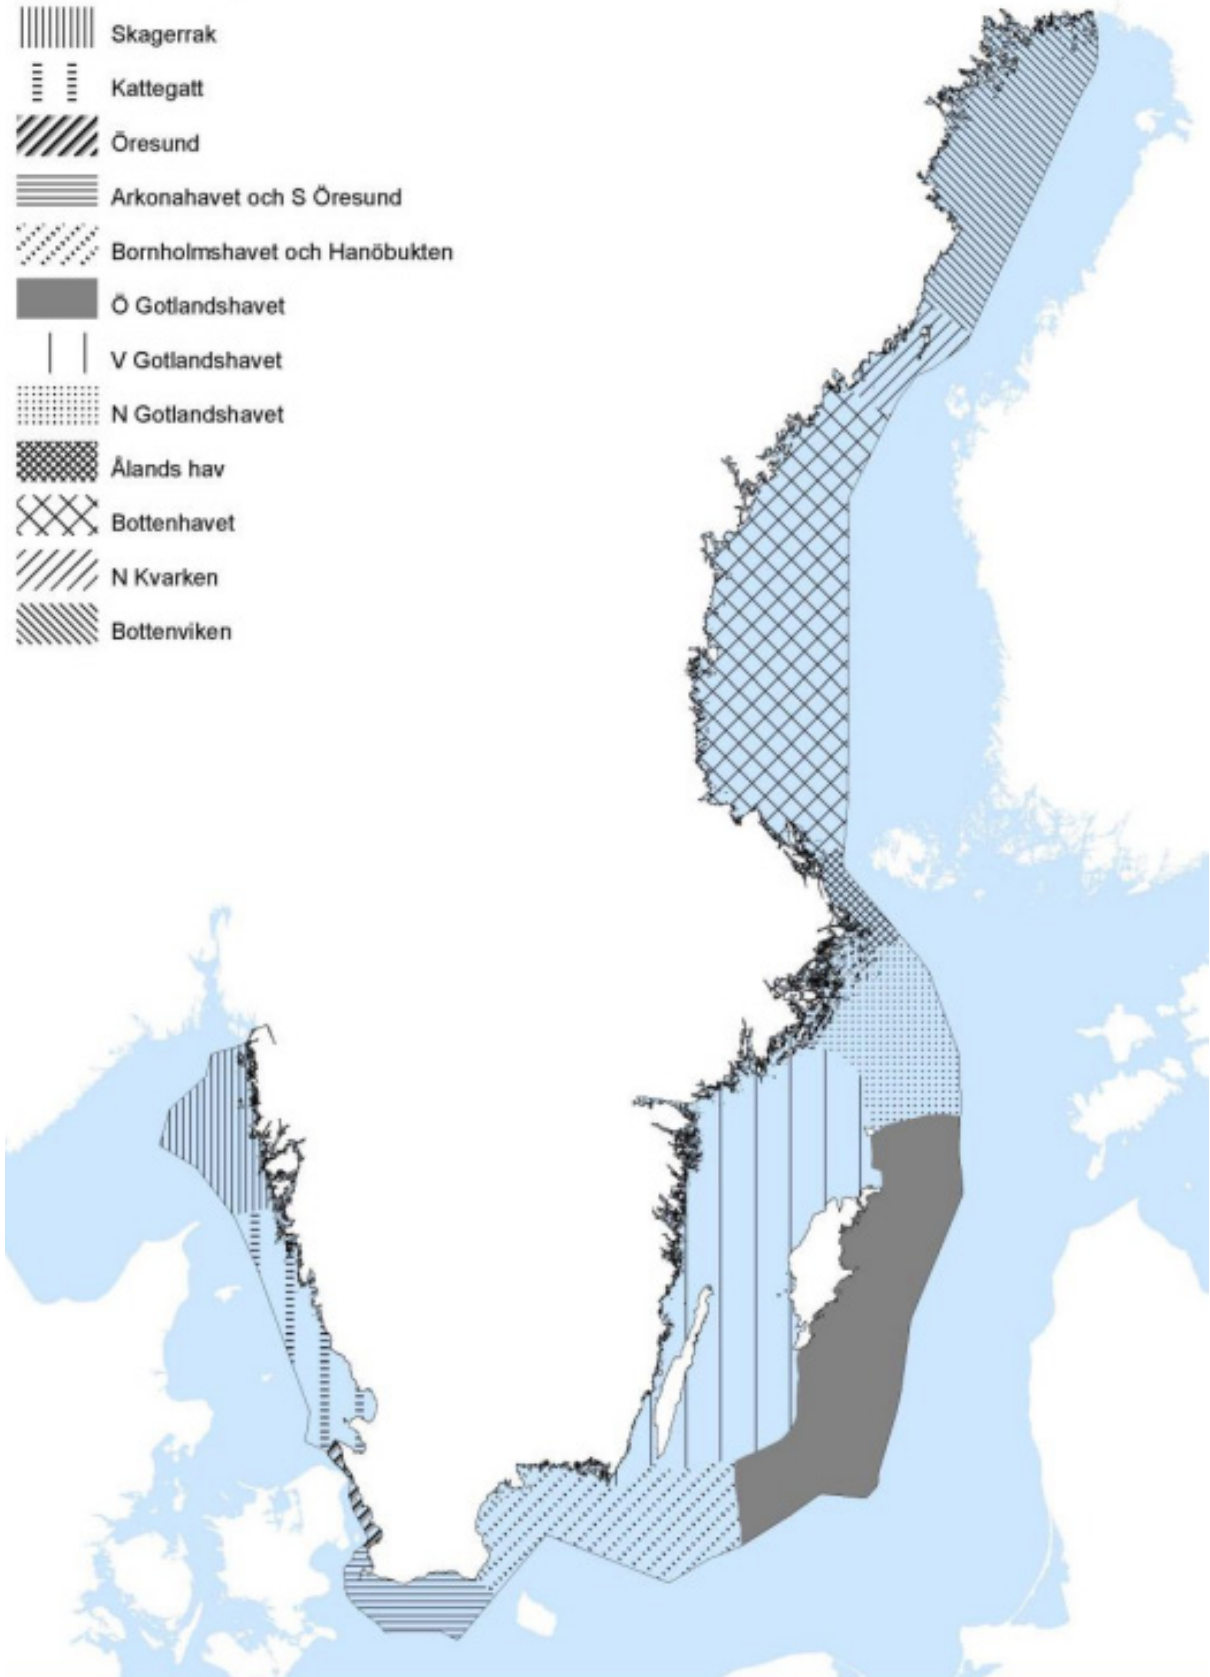 Skagerrak
Kattegatt
Öresund
Arkonahavet och S Öresund
Bornholmshavet och Hanöbukten
Ö Gotlandshavet
V Gotlandshavet
N Gotlandshavet
Ålands hav
Bottenhavet
N Kvarken
Bottenviken